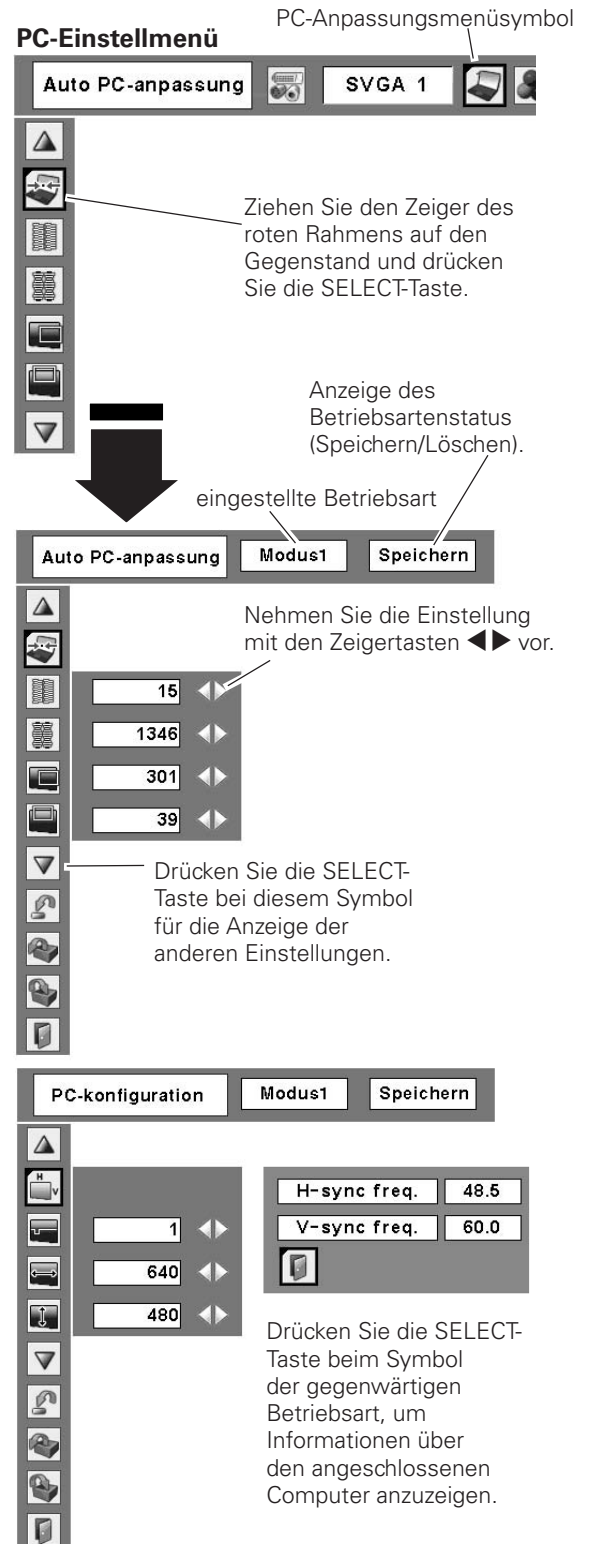 PC-Anpassungsmenüsymbol
PC-Einstellmenü
Auto PC-anpassung
SVGA 1
Ziehen Sie den Zeiger des
roten Rahmens auf den
Gegenstand und drücken
Sie die SELECT-Taste.
Anzeige des
Betriebsartenstatus
(Speichern/Löschen).
eingestellte Betriebsart
Auto PC-anpassung
Modus1
Speichern
Nehmen Sie die Einstellung
mit den Zeigertasten ◀▶ vor.
15
1346
301
39
Drücken Sie die SELECT-
Taste bei diesem Symbol
für die Anzeige der
anderen Einstellungen.
PC-konfiguration
Modus1
Speichern
H
V
H-sync freq. 48.5
V-sync freq. 60.0
1
640
480
Drücken Sie die SELECT-
Taste beim Symbol
der gegenwärtigen
Betriebsart, um
Informationen über
den angeschlossenen
Computer anzuzeigen.